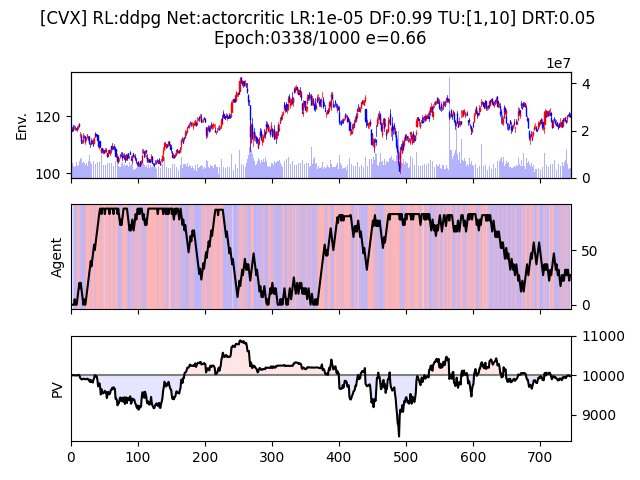 [CVX] RL:ddpg Net:actorcritic LR:1e-05 DF:0.99 TU:[1,10] DRT:0.05
Epoch:0338/1000 e=0.66
1e7
Env.
120
100
4
2
0
Agent
50
0
PV
11000
10000
9000
0 100 200 300 400 500 600 700